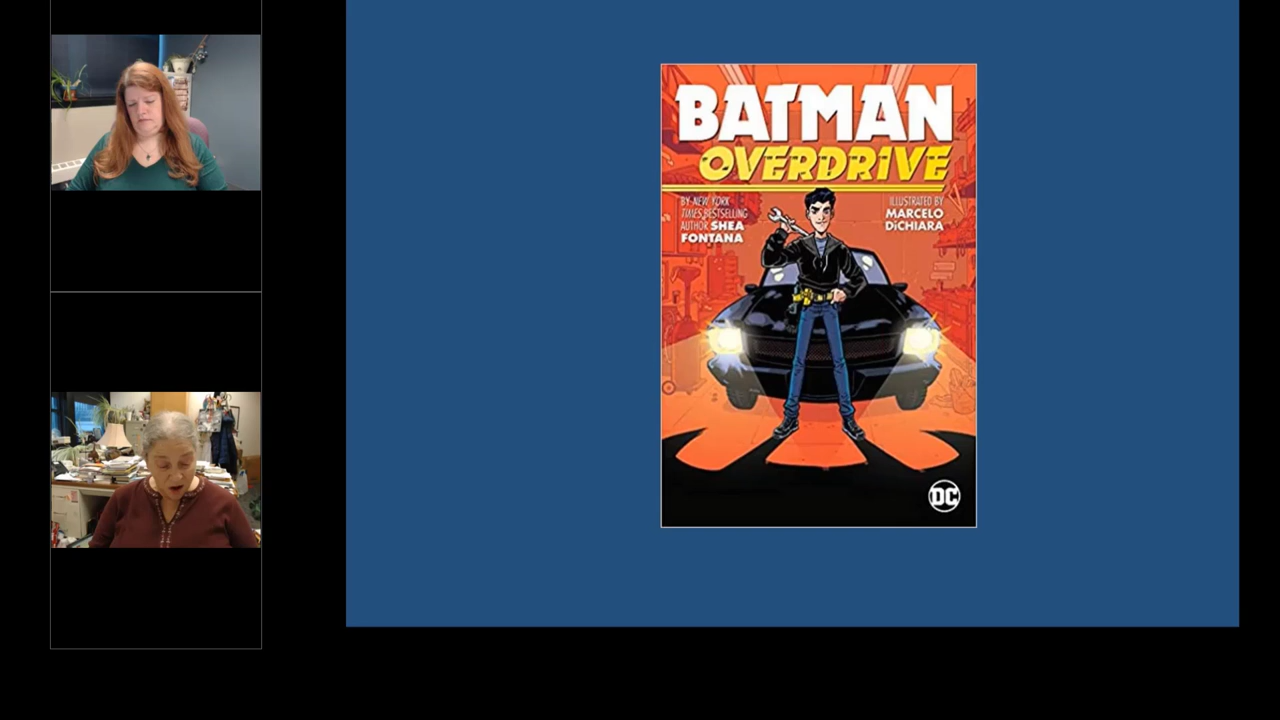 BATMAN
OVERDRIVE
BY NEW YORK
TIMES BESTSELLING
AUTHOR SHEA
FONTANA
ILLUSTRATED BY
MARCELO
DiCHIARA
DC